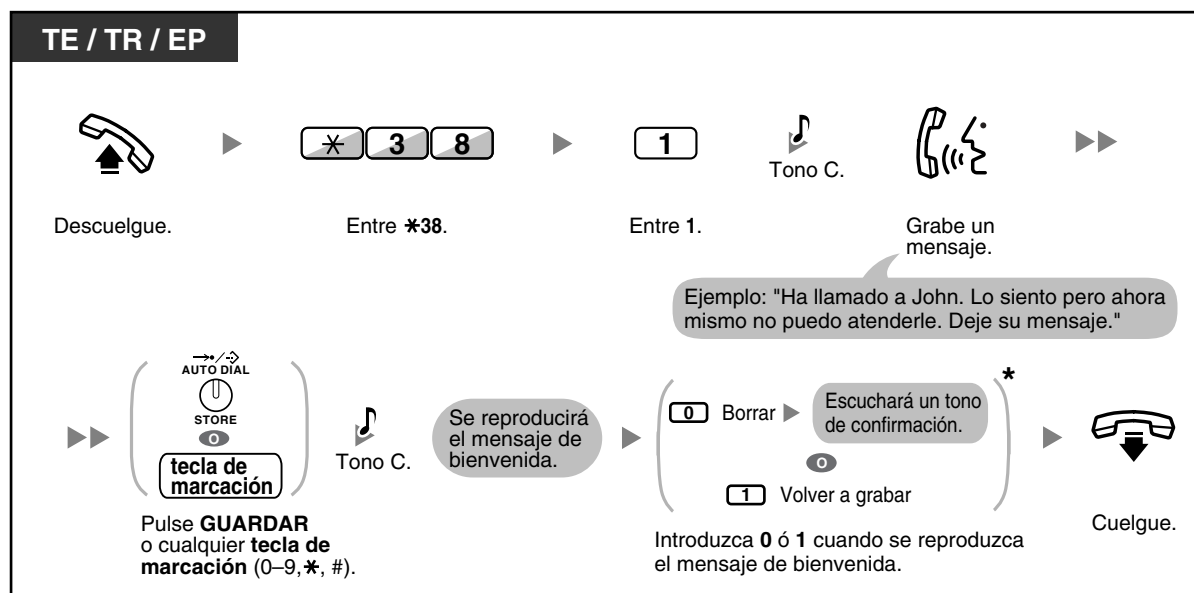 TE / TR / EP
* 3 8
1
Tono C.
Descuelgue.
Entre *38.
Entre 1.
Grabe un
mensaje.
Ejemplo: "Ha llamado a John. Lo siento pero ahora
mismo no puedo atenderle. Deje su mensaje."
AUTO DIAL
STORE
O
tecla de
marcación
Pulse GUARDAR
o cualquier tecla de
marcación (0–9, *, #).
Tono C.
Se reproducirá
el mensaje de
bienvenida.
0 Borrar
Escuchará un tono
de confirmación.
O
1 Volver a grabar
*
Introduzca 0 ó 1 cuando se reproduzca
el mensaje de bienvenida.
Cuelgue.